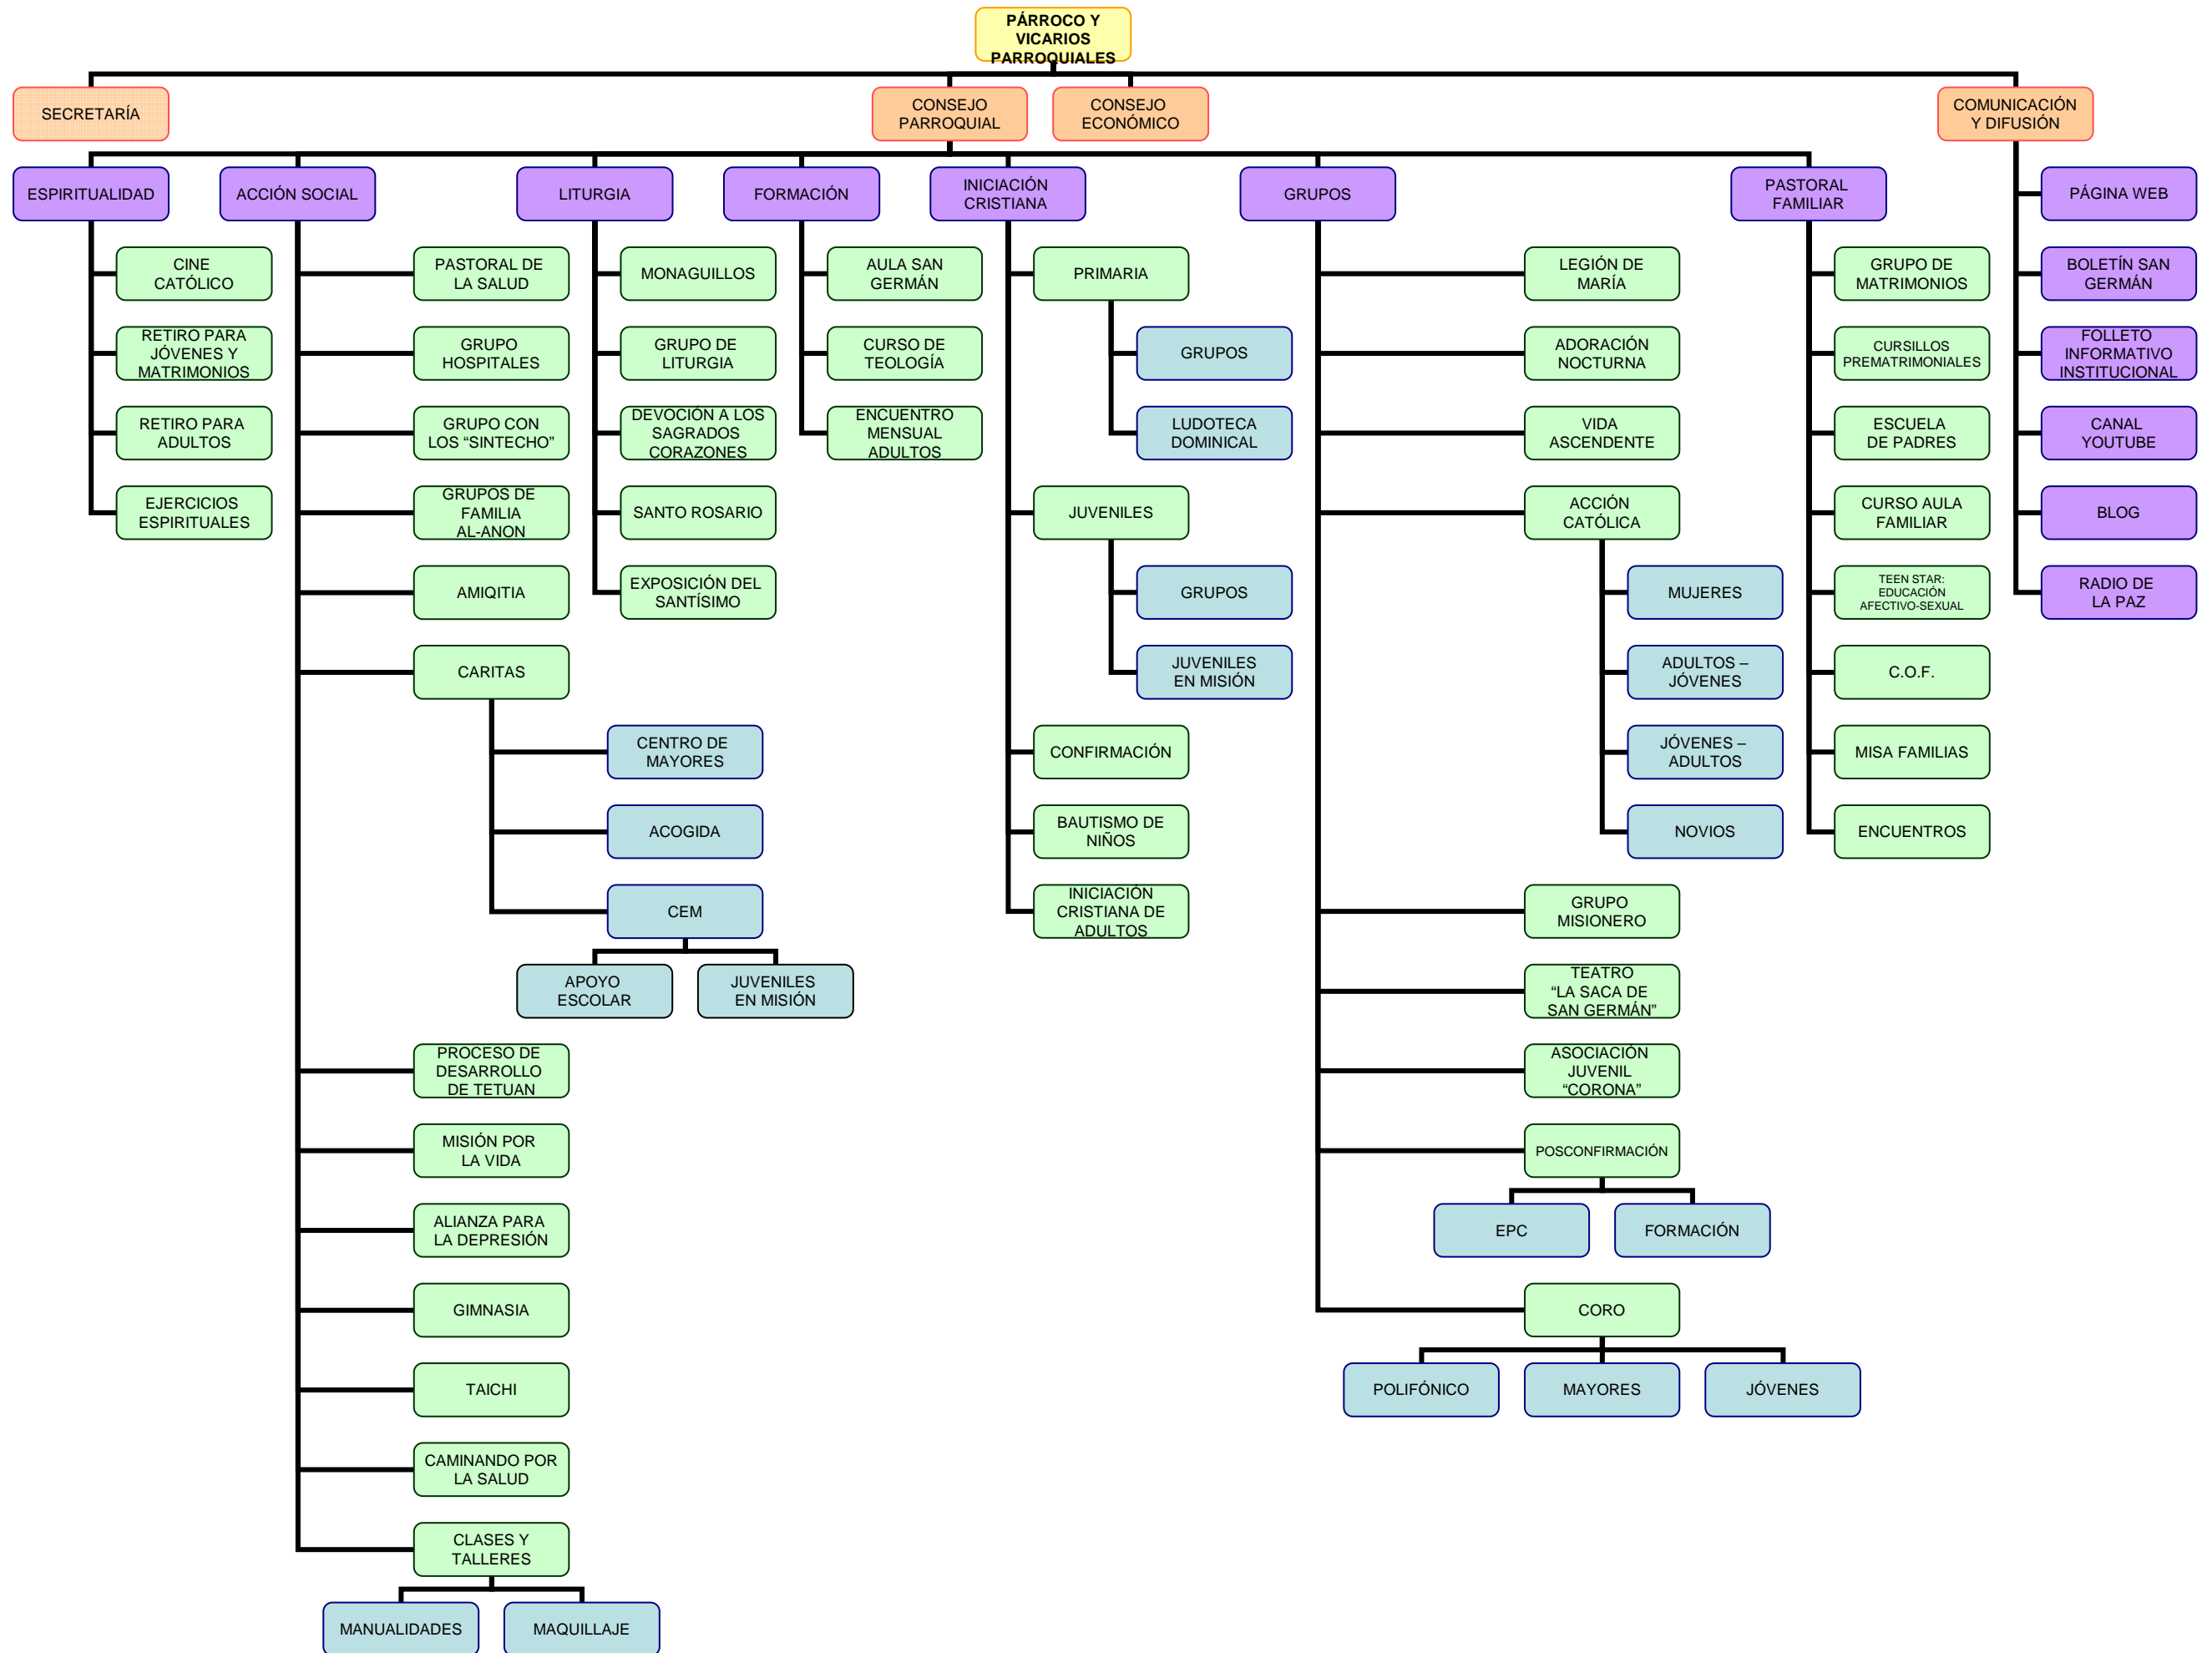 PÁRROCO Y
VICARIOS
PARROQUIALES
SECRETARÍA
CONSEJO
PARROQUIAL
CONSEJO
ECONÓMICO
COMUNICACIÓN
Y DIFUSIÓN
ESPIRITUALIDAD
ACCIÓN SOCIAL
LITURGIA
FORMACIÓN
INICIACIÓN
CRISTIANA
GRUPOS
PASTORAL
FAMILIAR
CINE
CATÓLICO
RETIRO PARA
JÓVENES Y
MATRIMONIOS
RETIRO PARA
ADULTOS
EJERCICIOS
ESPIRITUALES
PASTORAL DE
LA SALUD
GRUPO
HOSPITALES
GRUPO CON
LOS “SINTECHO”
GRUPOS DE
FAMILIA
AL-ANON
AMIQITIA
CARITAS
CENTRO DE
MAYORES
ACOGIDA
CEM
APOYO
ESCOLAR
JUVENILES
EN MISIÓN
PROCESO DE
DESARROLLO
DE TETUAN
MISIÓN POR
LA VIDA
ALIANZA PARA
LA DEPRESIÓN
GIMNASIA
TAICHI
CAMINANDO POR
LA SALUD
CLASES Y
TALLERES
MANUALIDADES
MAQUILLAJE
MONAGUILLOS
GRUPO DE
LITURGIA
DEVOCIÓN A LOS
SAGRADOS
CORAZONES
SANTO ROSARIO
EXPOSICIÓN DEL
SANTÍSIMO
AULA SAN
GERMÁN
CURSO DE
TEOLOGÍA
ENCUENTRO
MENSUAL
ADULTOS
PRIMARIA
GRUPOS
LUDOTECA
DOMINICAL
JUVENILES
GRUPOS
JUVENILES
EN MISIÓN
CONFIRMACIÓN
BAUTISMO DE
NIÑOS
INICIACIÓN
CRISTIANA DE
ADULTOS
LEGIÓN DE
MARÍA
ADORACIÓN
NOCTURNA
VIDA
ASCENDENTE
ACCIÓN
CATÓLICA
MUJERES
ADULTOS –
JÓVENES
JÓVENES –
ADULTOS
NOVIOS
GRUPO
MISIONERO
TEATRO
“LA SACA DE
SAN GERMÁN”
ASOCIACIÓN
JUVENIL
“CORONA”
POSCONFIRMACIÓN
EPC
FORMACIÓN
CORO
POLIFÓNICO
MAYORES
JÓVENES
GRUPO DE
MATRIMONIOS
CURSILLOS
PREMATRIMONIALES
ESCUELA
DE PADRES
CURSO AULA
FAMILIAR
TEEN STAR:
EDUCACIÓN
AFECTIVO-SEXUAL
C.O.F.
MISA FAMILIAS
ENCUENTROS
PÁGINA WEB
BOLETÍN SAN
GERMÁN
FOLLETO
INFORMATIVO
INSTITUCIONAL
CANAL
YOUTUBE
BLOG
RADIO DE
LA PAZ